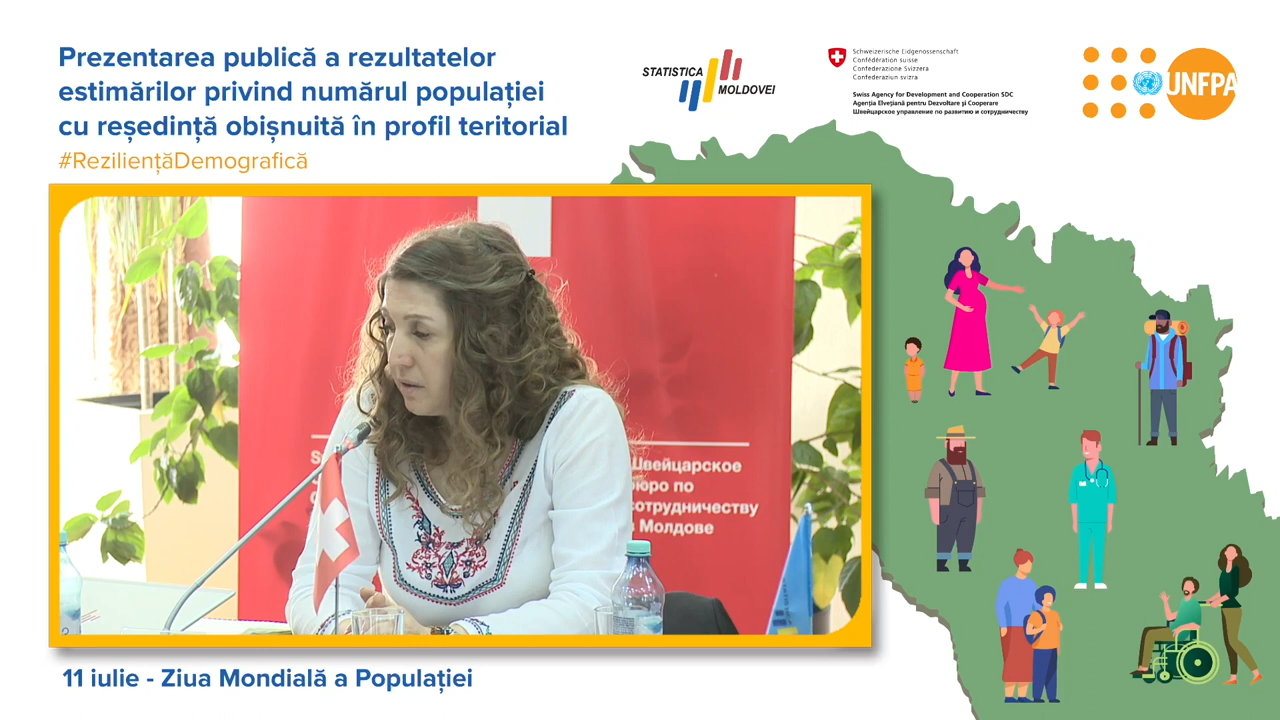 Prezentarea publică a rezultatelor
estimărilor privind numărul populației
cu reședință obișnuită în profil teritorial
#ReziliențăDemografică
STATISTICA
MOLDOVEI
Schweizerische Eidgenossenschaft
Confédération suisse
Confederazione Svizzera
Confederaziun svizra
Swiss Agency for Development and Cooperation SDC
Agenția Elvețiană pentru Dezvoltare și Cooperare
Швейцарское управление по развитию и сотрудничеству
UNFPA
Швейцарское
бюро по
сотрудничеству
Молдове
11 iulie - Ziua Mondială a Populației